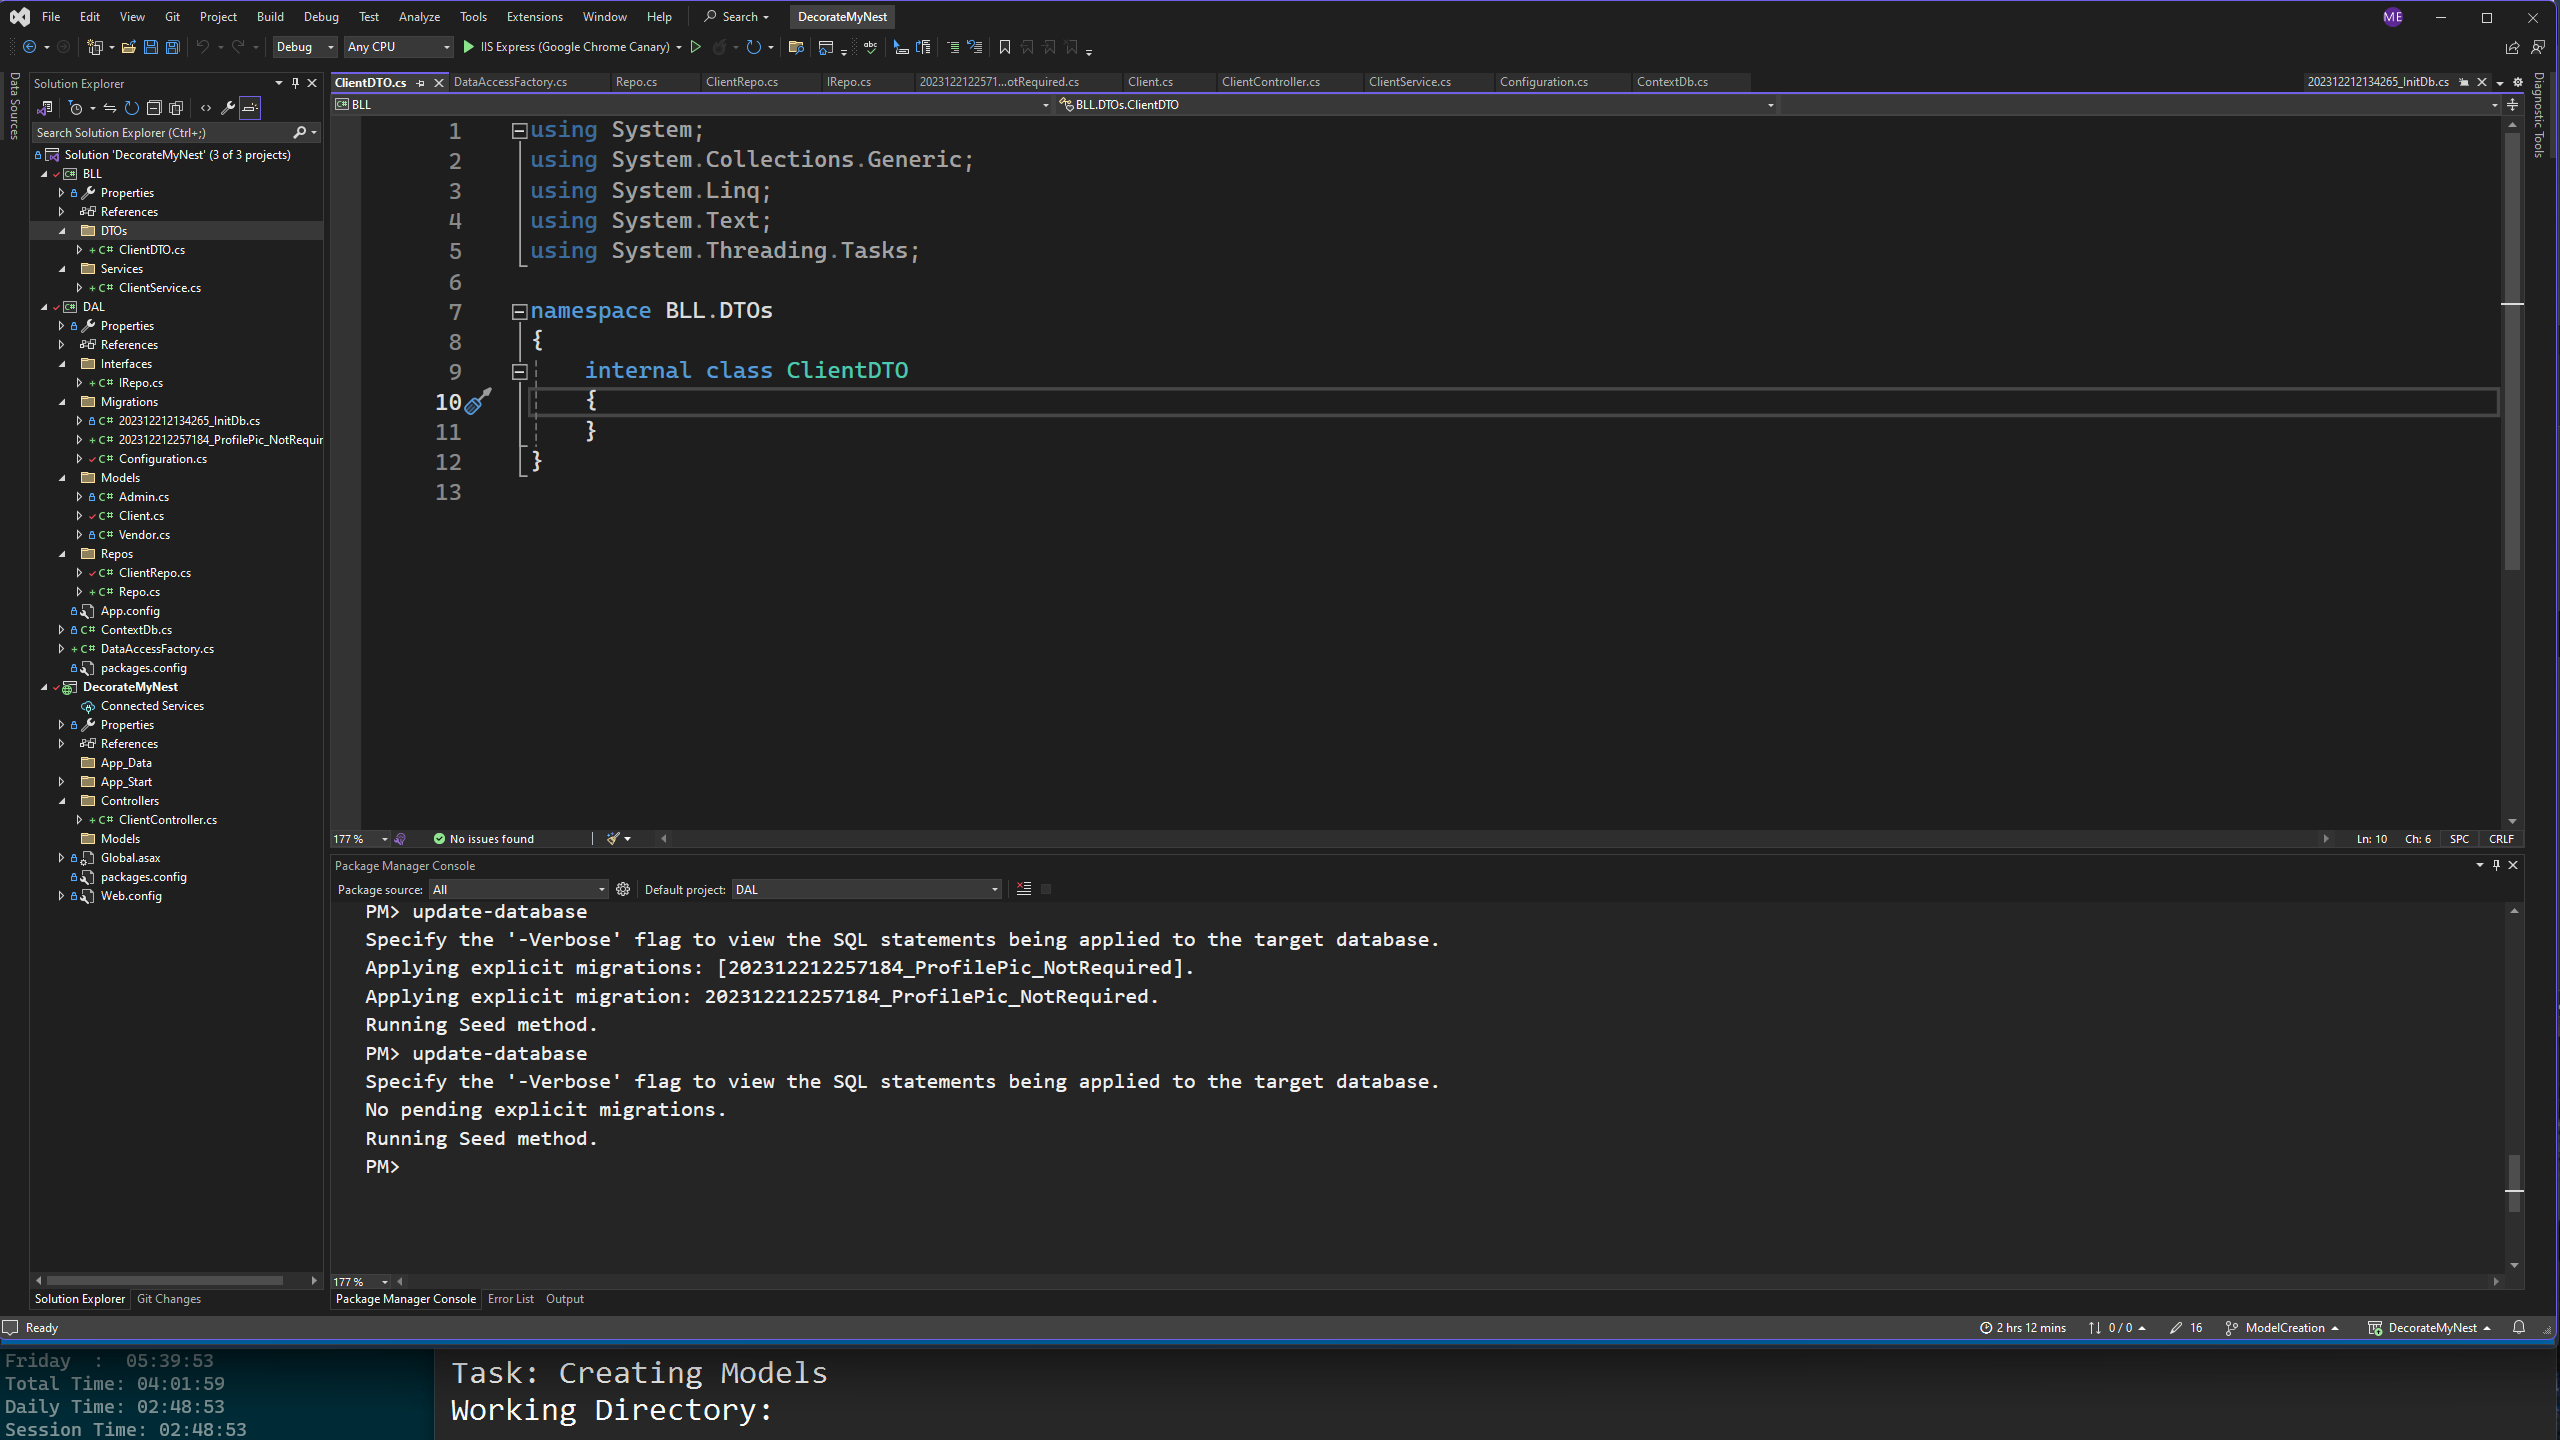 File Edit View Git Project Build Debug Test Analyze Tools Extensions Window Help Search DecorateMyNest ME
Debug Any CPU IIS Express (Google Chrome Canary)
Data Sources
Solution Explorer
Search Solution Explorer (Ctrl+;)
Solution 'DecorateMyNest' (3 of 3 projects)
BLL
Properties
References
DTOs
C# ClientDTO.cs
Services
C# ClientService.cs
DAL
Properties
References
Interfaces
C# IRepo.cs
Migrations
C# 202312212134265_InitDb.cs
C# 202312212257184_ProfilePic_NotRequir
C# Configuration.cs
Models
C# Admin.cs
C# Client.cs
C# Vendor.cs
Repos
C# ClientRepo.cs
C# Repo.cs
App.config
C# ContextDb.cs
C# DataAccessFactory.cs
packages.config
DecorateMyNest
Connected Services
Properties
References
App_Data
App_Start
Controllers
C# ClientController.cs
Models
Global.asax
packages.config
Web.config
Solution Explorer Git Changes
ClientDTO.cs DataAccessFactory.cs Repo.cs ClientRepo.cs IRepo.cs 2023122122571...otRequired.cs Client.cs ClientController.cs ClientService.cs Configuration.cs ContextDb.cs 202312212134265_InitDb.cs
C# BLL BLL.DTOs.ClientDTO
1 using System;
2 using System.Collections.Generic;
3 using System.Linq;
4 using System.Text;
5 using System.Threading.Tasks;
6
7 namespace BLL.DTOs
8 {
9 internal class ClientDTO
10 {
11 }
12 }
13
177 % No issues found Ln: 10 Ch: 6 SPC CRLF
Diagnostic Tools
Package Manager Console
Package source: All Default project: DAL
PM> update-database
Specify the '-Verbose' flag to view the SQL statements being applied to the target database.
Applying explicit migrations: [202312212257184_ProfilePic_NotRequired].
Applying explicit migration: 202312212257184_ProfilePic_NotRequired.
Running Seed method.
PM> update-database
Specify the '-Verbose' flag to view the SQL statements being applied to the target database.
No pending explicit migrations.
Running Seed method.
PM>
177 %
Package Manager Console Error List Output
Ready 2 hrs 12 mins 0 / 0 16 ModelCreation DecorateMyNest
Friday : 05:39:53
Total Time: 04:01:59
Daily Time: 02:48:53
Session Time: 02:48:53
Task: Creating Models
Working Directory: